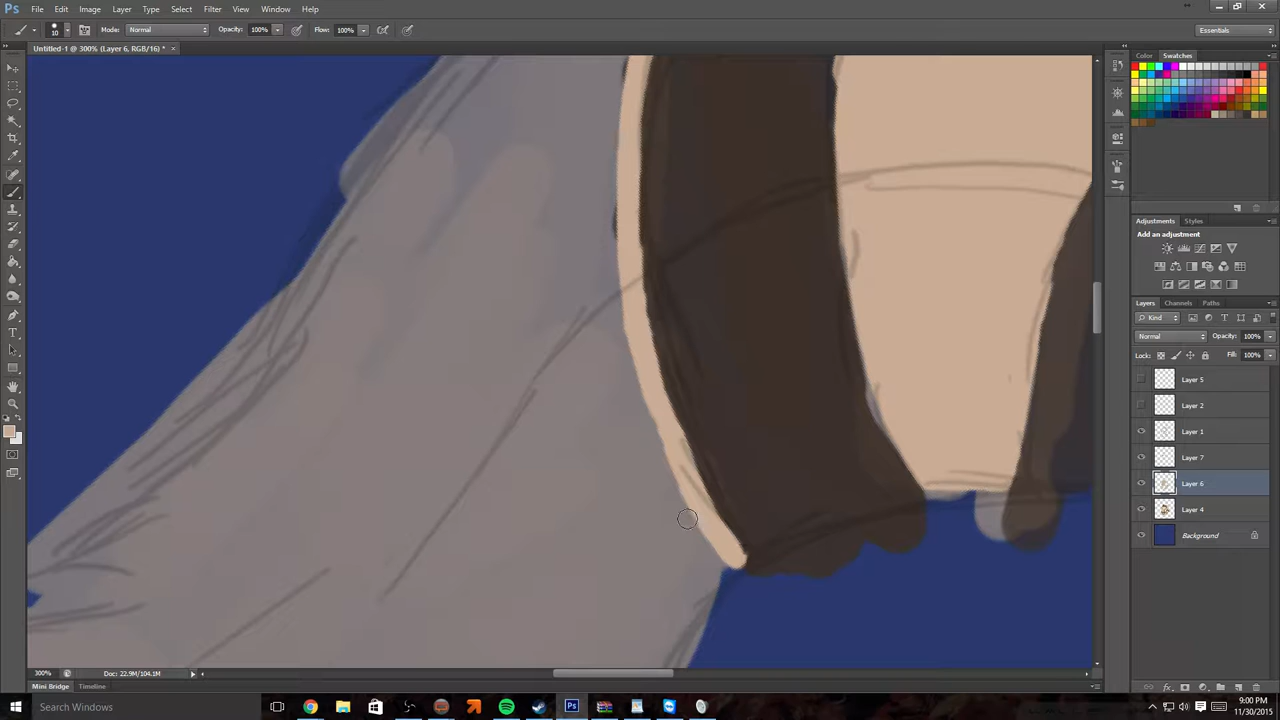 Ps File Edit Image Layer Type Select Filter View Window Help
10 Mode: Normal Opacity: 100% Flow: 100% Essentials
Untitled-1 @ 300% (Layer 6, RGB/16) * ×
Color Swatches
Adjustments Styles
Add an adjustment
Layers Channels Paths
Kind
Normal Opacity: 100%
Lock: Fill: 100%
Layer 5
Layer 2
Layer 1
Layer 7
Layer 6
Layer 4
Background
300% Doc: 22.9M/104.1M
Mini Bridge Timeline
Search Windows
Ps
9:00 PM
11/30/2015